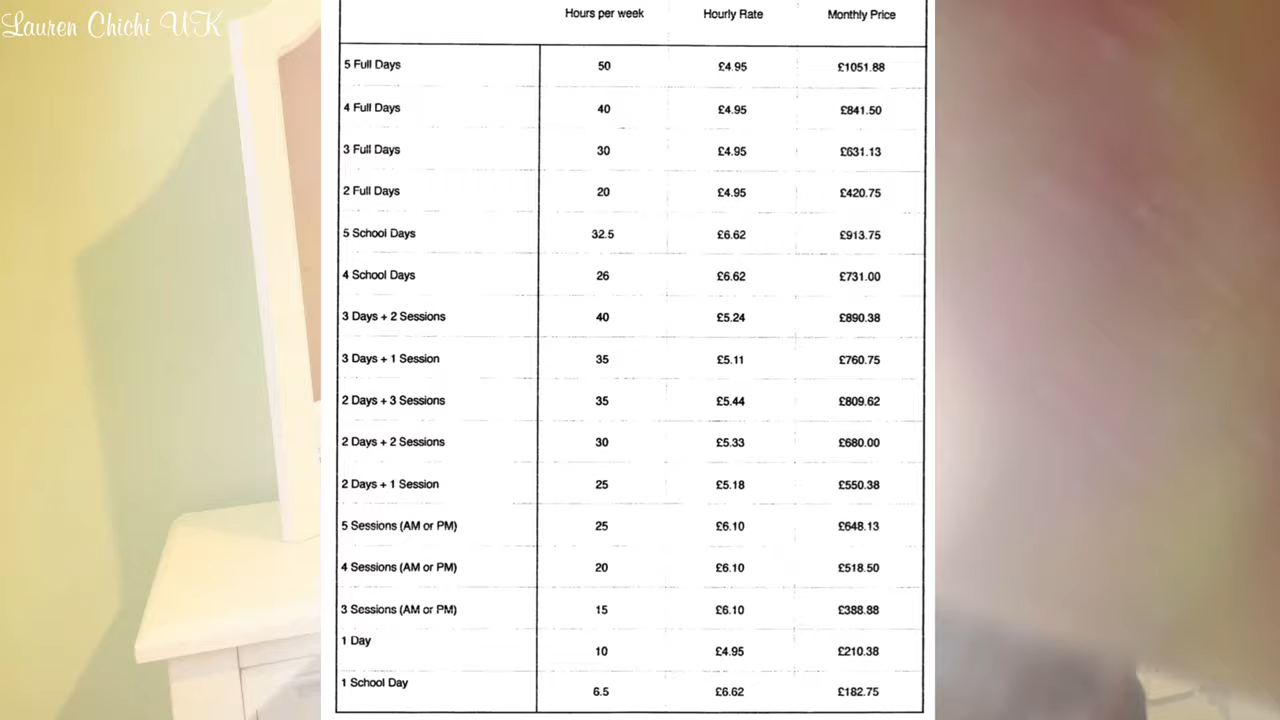 Lauren Chichi UK
Hours per week Hourly Rate Monthly Price
5 Full Days 50 £4.95 £1051.88
4 Full Days 40 £4.95 £841.50
3 Full Days 30 £4.95 £631.13
2 Full Days 20 £4.95 £420.75
5 School Days 32.5 £6.62 £913.75
4 School Days 26 £6.62 £731.00
3 Days + 2 Sessions 40 £5.24 £890.38
3 Days + 1 Session 35 £5.11 £760.75
2 Days + 3 Sessions 35 £5.44 £809.62
2 Days + 2 Sessions 30 £5.33 £680.00
2 Days + 1 Session 25 £5.18 £550.38
5 Sessions (AM or PM) 25 £6.10 £648.13
4 Sessions (AM or PM) 20 £6.10 £518.50
3 Sessions (AM or PM) 15 £6.10 £388.88
1 Day 10 £4.95 £210.38
1 School Day 6.5 £6.62 £182.75